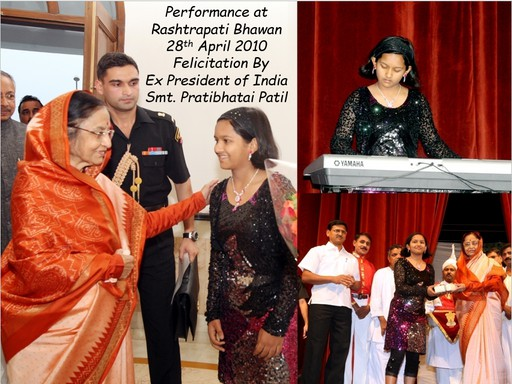 Performance at
Rashtrapati Bhawan
28th April 2010
Felicitation By
Ex President of India
Smt. Pratibhatai Patil
YAMAHA